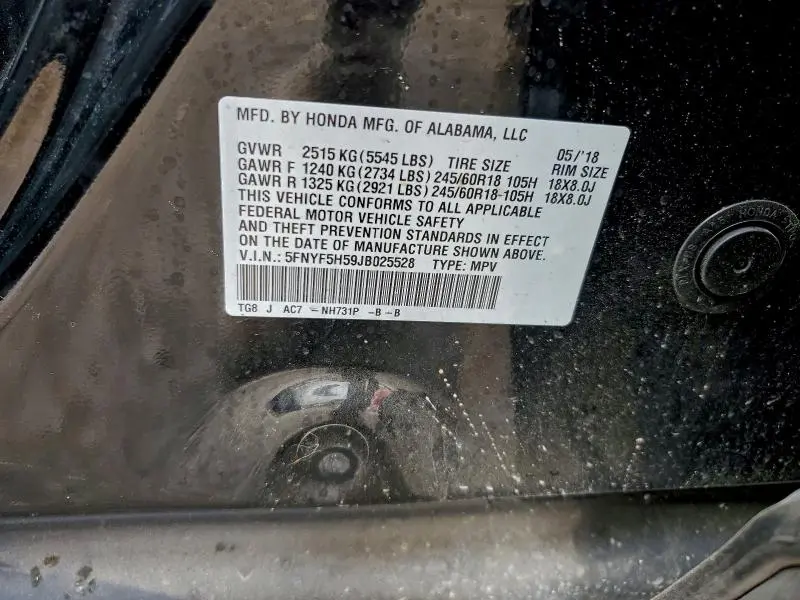 MFD. BY HONDA MFG. OF ALABAMA, LLC
GVWR 2515 KG (5545 LBS) TIRE SIZE 05/'18 RIM SIZE
GAWR F 1240 KG (2734 LBS) 245/60R18 105H 18X8.0J
GAWR R 1325 KG (2921 LBS) 245/60R18-105H 18X8.0J
THIS VEHICLE CONFORMS TO ALL APPLICABLE
FEDERAL MOTOR VEHICLE SAFETY
AND THEFT PREVENTION STANDARDS IN EFFECT
ON THE DATE OF MANUFACTURE SHOWN ABOVE.
V.I.N.: 5FNYF5H59JB025528 TYPE: MPV
TG8 J AC7 - NH731P -B-B
HONDA